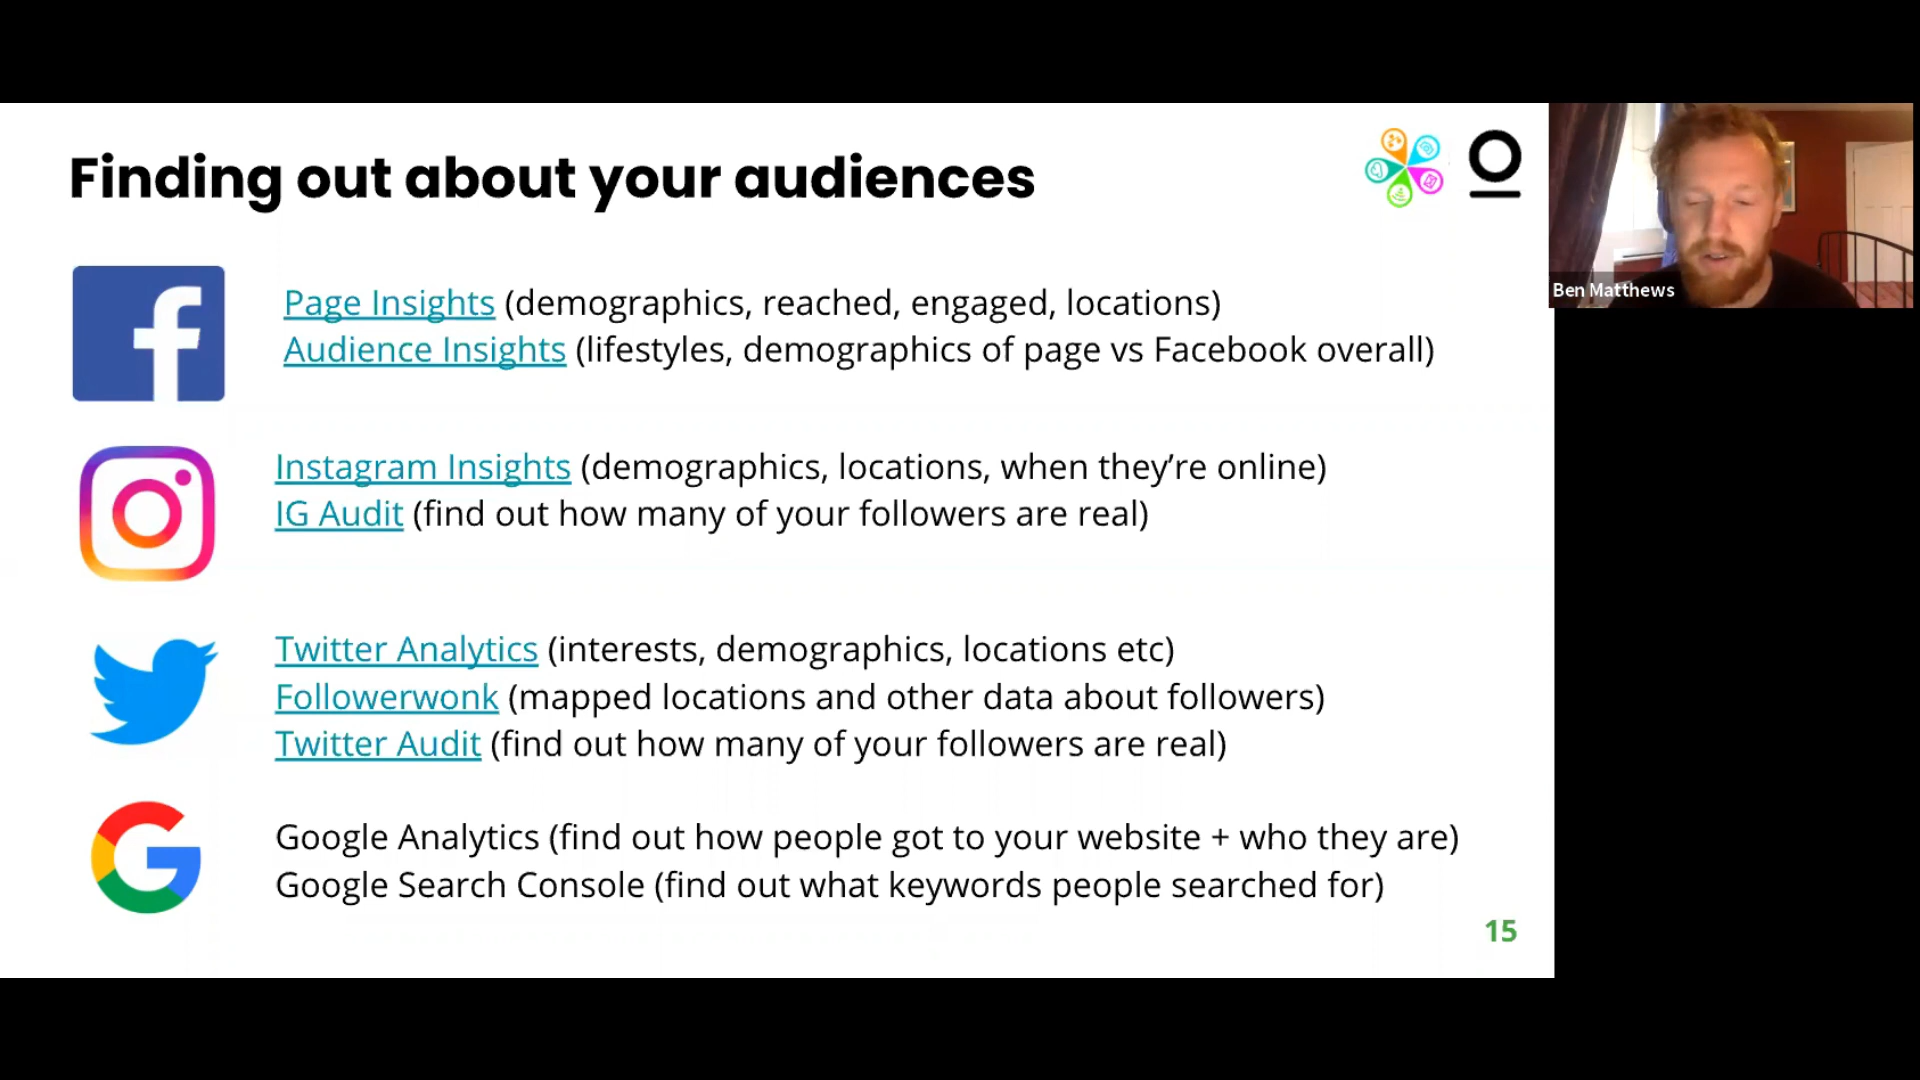 Finding out about your audiences
Page Insights (demographics, reached, engaged, locations)
Audience Insights (lifestyles, demographics of page vs Facebook overall)
Instagram Insights (demographics, locations, when they’re online)
IG Audit (find out how many of your followers are real)
Twitter Analytics (interests, demographics, locations etc)
Followerwonk (mapped locations and other data about followers)
Twitter Audit (find out how many of your followers are real)
Google Analytics (find out how people got to your website + who they are)
Google Search Console (find out what keywords people searched for)
15
Ben Matthews